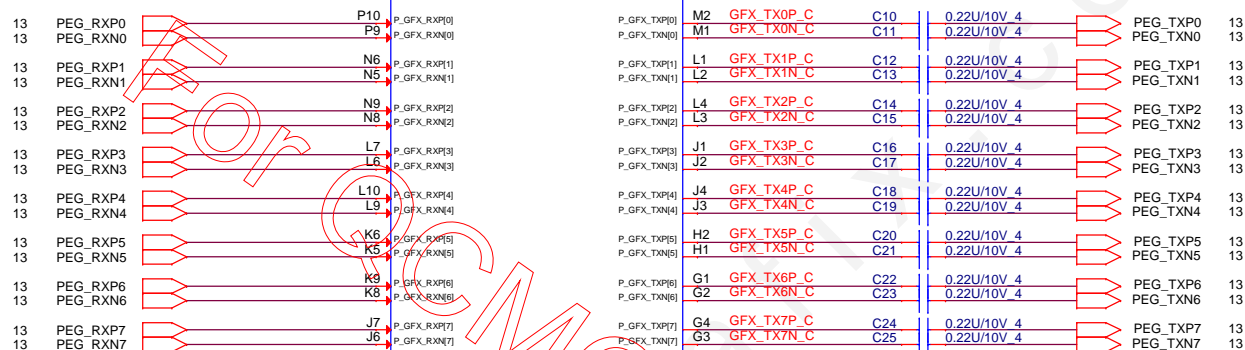 13 PEG_RXP0 P10 P_GFX_RXP[0] P_GFX_TXP[0] M2 GFX_TX0P_C C10 0.22U/10V_4 PEG_TXP0 13
13 PEG_RXN0 P9 P_GFX_RXN[0] P_GFX_TXN[0] M1 GFX_TX0N_C C11 0.22U/10V_4 PEG_TXN0 13
13 PEG_RXP1 N6 P_GFX_RXP[1] P_GFX_TXP[1] L1 GFX_TX1P_C C12 0.22U/10V_4 PEG_TXP1 13
13 PEG_RXN1 N5 P_GFX_RXN[1] P_GFX_TXN[1] L2 GFX_TX1N_C C13 0.22U/10V_4 PEG_TXN1 13
13 PEG_RXP2 N9 P_GFX_RXP[2] P_GFX_TXP[2] L4 GFX_TX2P_C C14 0.22U/10V_4 PEG_TXP2 13
13 PEG_RXN2 N8 P_GFX_RXN[2] P_GFX_TXN[2] L3 GFX_TX2N_C C15 0.22U/10V_4 PEG_TXN2 13
13 PEG_RXP3 L7 P_GFX_RXP[3] P_GFX_TXP[3] J1 GFX_TX3P_C C16 0.22U/10V_4 PEG_TXP3 13
13 PEG_RXN3 L6 P_GFX_RXN[3] P_GFX_TXN[3] J2 GFX_TX3N_C C17 0.22U/10V_4 PEG_TXN3 13
13 PEG_RXP4 L10 P_GFX_RXP[4] P_GFX_TXP[4] J4 GFX_TX4P_C C18 0.22U/10V_4 PEG_TXP4 13
13 PEG_RXN4 L9 P_GFX_RXN[4] P_GFX_TXN[4] J3 GFX_TX4N_C C19 0.22U/10V_4 PEG_TXN4 13
13 PEG_RXP5 K6 P_GFX_RXP[5] P_GFX_TXP[5] H2 GFX_TX5P_C C20 0.22U/10V_4 PEG_TXP5 13
13 PEG_RXN5 K5 P_GFX_RXN[5] P_GFX_TXN[5] H1 GFX_TX5N_C C21 0.22U/10V_4 PEG_TXN5 13
13 PEG_RXP6 K9 P_GFX_RXP[6] P_GFX_TXP[6] G1 GFX_TX6P_C C22 0.22U/10V_4 PEG_TXP6 13
13 PEG_RXN6 K8 P_GFX_RXN[6] P_GFX_TXN[6] G2 GFX_TX6N_C C23 0.22U/10V_4 PEG_TXN6 13
13 PEG_RXP7 J7 P_GFX_RXP[7] P_GFX_TXP[7] G4 GFX_TX7P_C C24 0.22U/10V_4 PEG_TXP7 13
13 PEG_RXN7 J6 P_GFX_RXN[7] P_GFX_TXN[7] G3 GFX_TX7N_C C25 0.22U/10V_4 PEG_TXN7 13
For QCMC